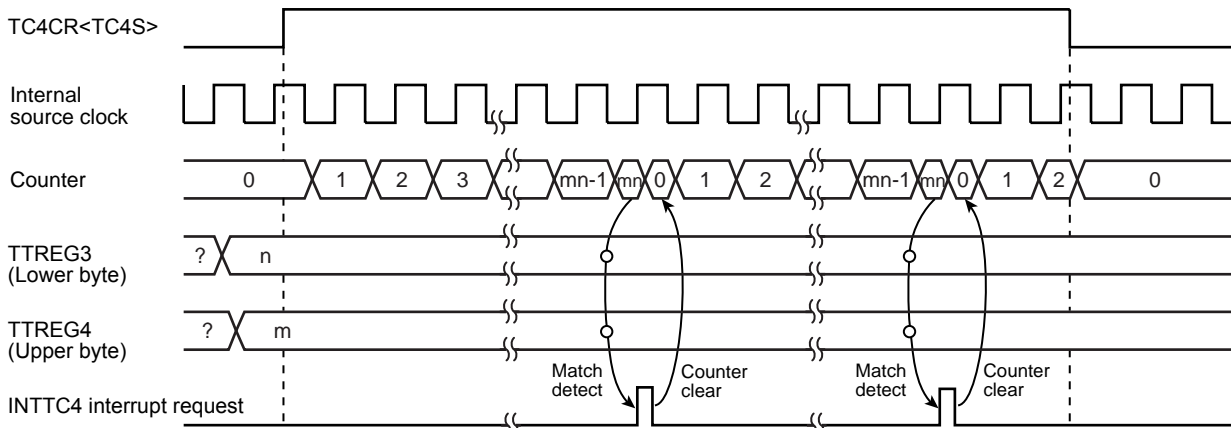 TC4CR<TC4S>
Internal
source clock
Counter
0 1 2 3 mn-1 mn 0 1 2 mn-1 mn 0 1 2 0
TTREG3
(Lower byte)
? n
TTREG4
(Upper byte)
? m
Match
detect
Counter
clear
Match
detect
Counter
clear
INTTC4 interrupt request